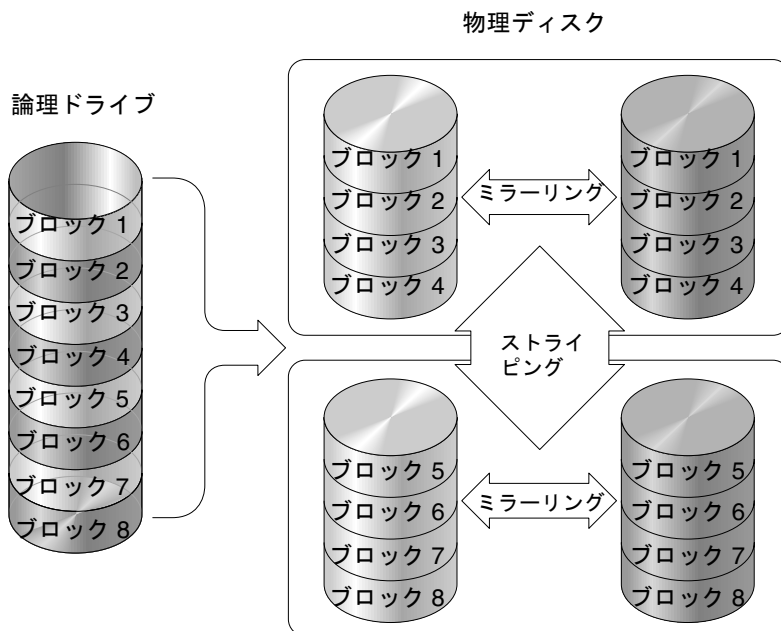 物理ディスク
論理ドライブ
ブロック 1
ブロック 2
ブロック 3
ブロック 4
ブロック 5
ブロック 6
ブロック 7
ブロック 8
ブロック 1
ブロック 2
ブロック 3
ブロック 4
ミラーリング
ブロック 1
ブロック 2
ブロック 3
ブロック 4
ストライ
ピング
ブロック 5
ブロック 6
ブロック 7
ブロック 8
ミラーリング
ブロック 5
ブロック 6
ブロック 7
ブロック 8